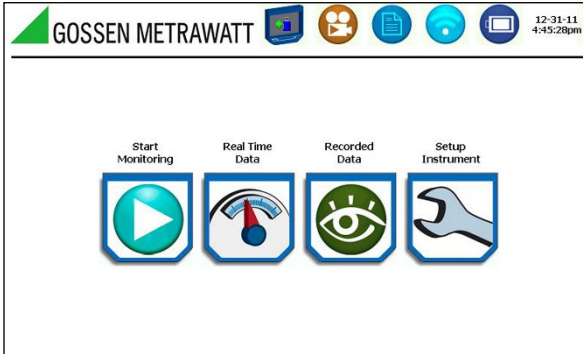 GOSSEN METRAWATT
12-31-11
4:45:28pm
Start
Monitoring
Real Time
Data
Recorded
Data
Setup
Instrument